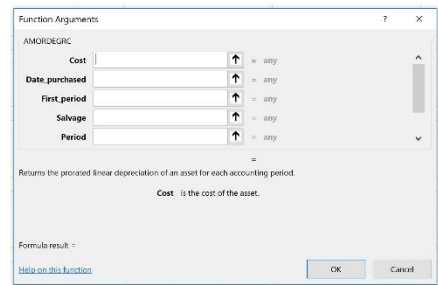 Function Arguments ? ×
AMORDEGRC
Cost = any
Date_purchased = any
First_period = any
Salvage = any
Period = any
=
Returns the prorated linear depreciation of an asset for each accounting period.
Cost is the cost of the asset.
Formula result =
Help on this function OK Cancel